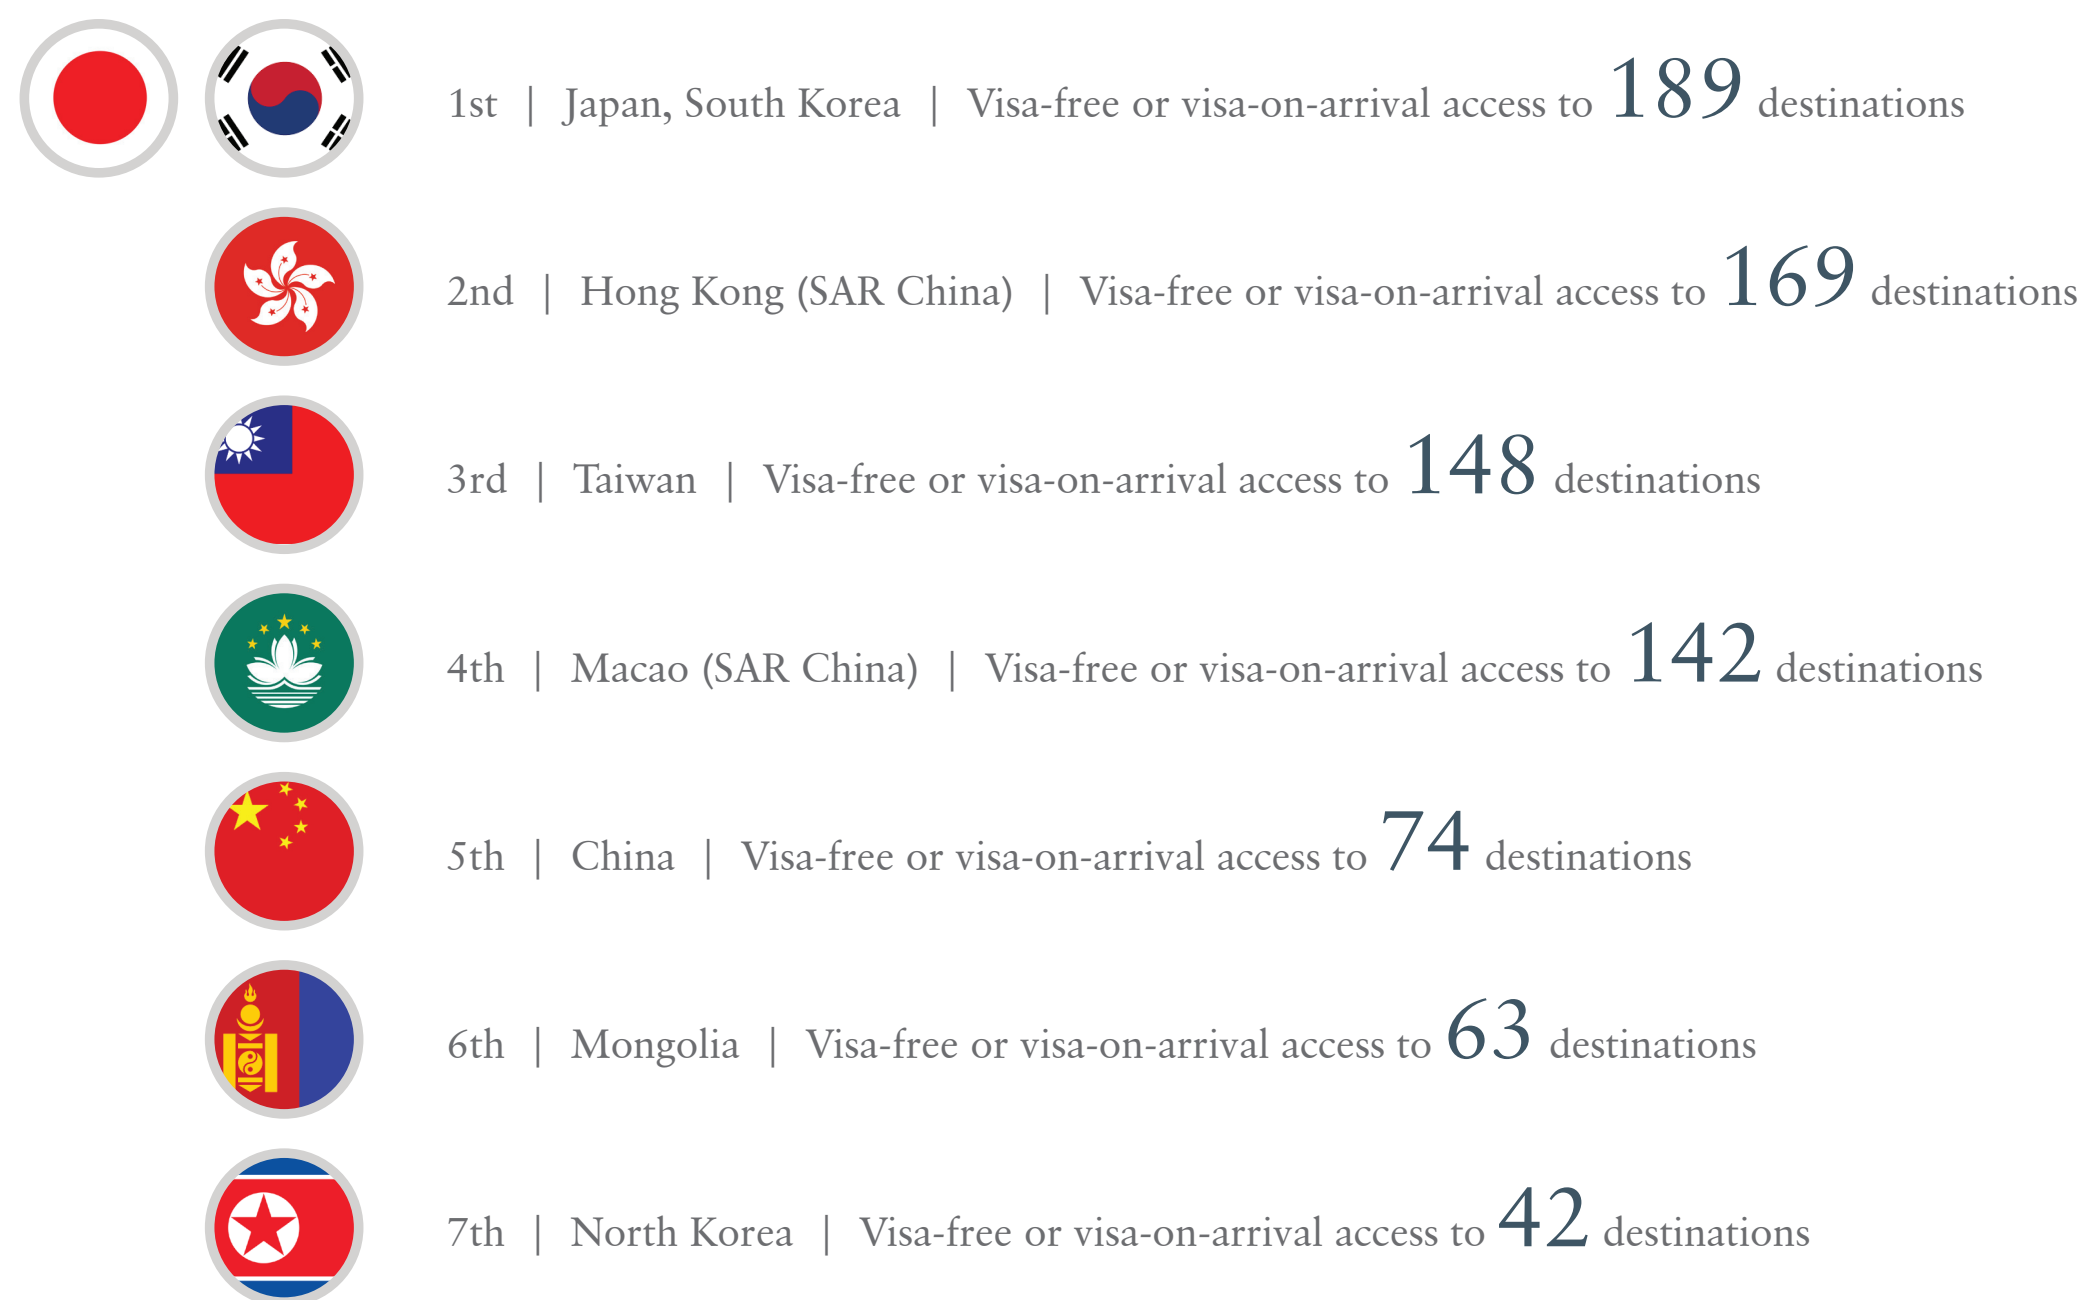 1st | Japan, South Korea | Visa-free or visa-on-arrival access to 189 destinations
2nd | Hong Kong (SAR China) | Visa-free or visa-on-arrival access to 169 destinations
3rd | Taiwan | Visa-free or visa-on-arrival access to 148 destinations
4th | Macao (SAR China) | Visa-free or visa-on-arrival access to 142 destinations
5th | China | Visa-free or visa-on-arrival access to 74 destinations
6th | Mongolia | Visa-free or visa-on-arrival access to 63 destinations
7th | North Korea | Visa-free or visa-on-arrival access to 42 destinations